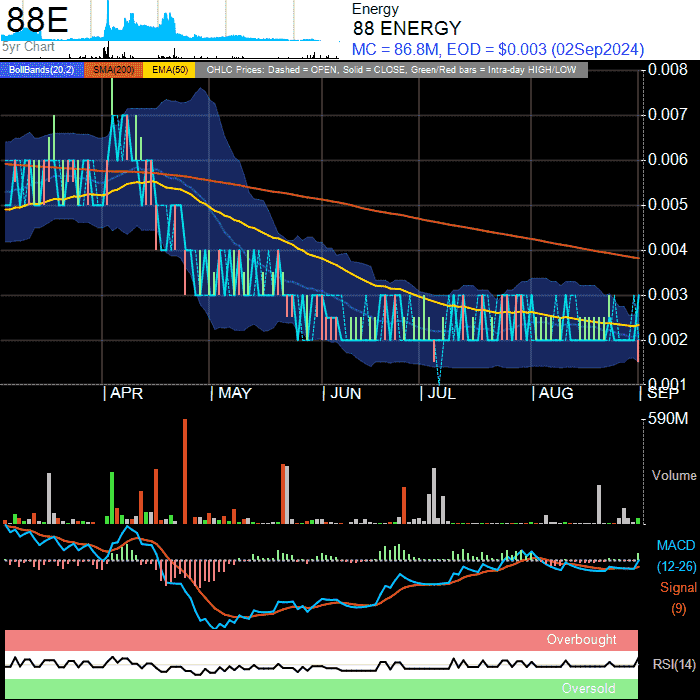 88E
5yr Chart
Energy
88 ENERGY
MC = 86.8M, EOD = $0.003 (02Sep2024)
BollBands(20,2) SMA(200) EMA(50) OHLC Prices: Dashed = OPEN, Solid = CLOSE, Green/Red bars = Intra-day HIGH/LOW
0.008
0.007
0.006
0.005
0.004
0.003
0.002
0.001
APR MAY JUN JUL AUG SEP
590M
Volume
MACD
(12-26)
Signal
(9)
Overbought
RSI(14)
Oversold